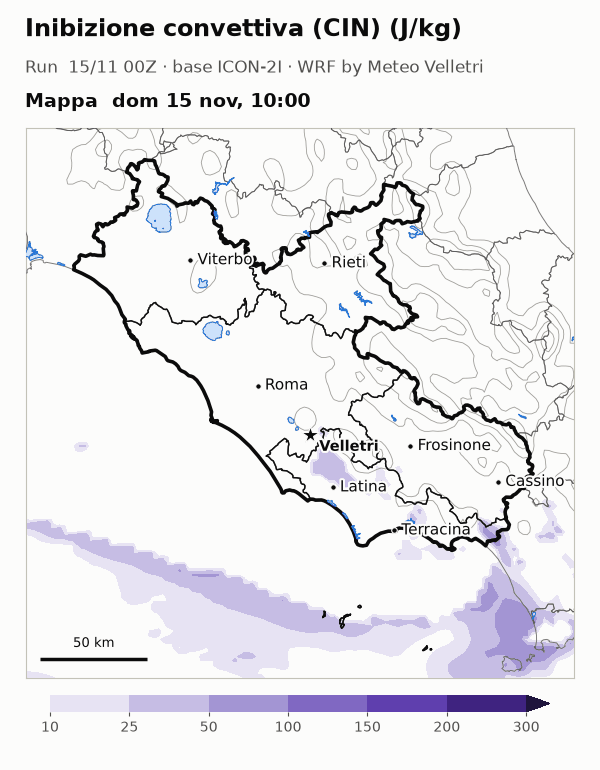 Inibizione convettiva (CIN) (J/kg)
Run  15/11 00Z · base ICON-2I · WRF by Meteo Velletri
Mappa  dom 15 nov, 10:00
Viterbo
Rieti
Roma
Velletri
Frosinone
Latina
Cassino
Terracina
50 km
10 25 50 100 150 200 300